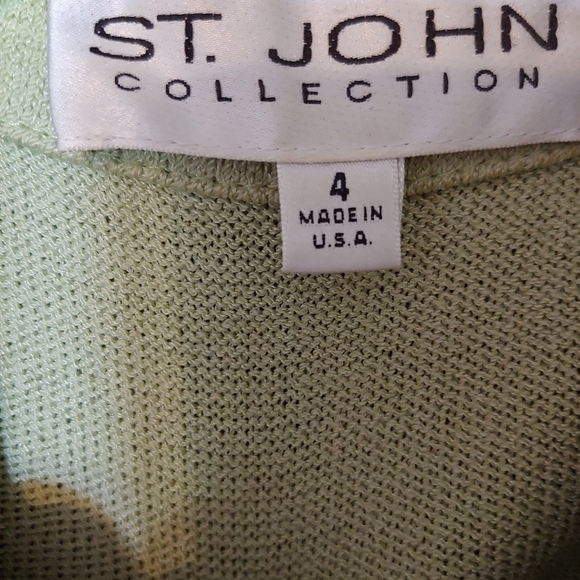 ST. JOHN
COLLECTION
4
MADE IN
U.S.A.